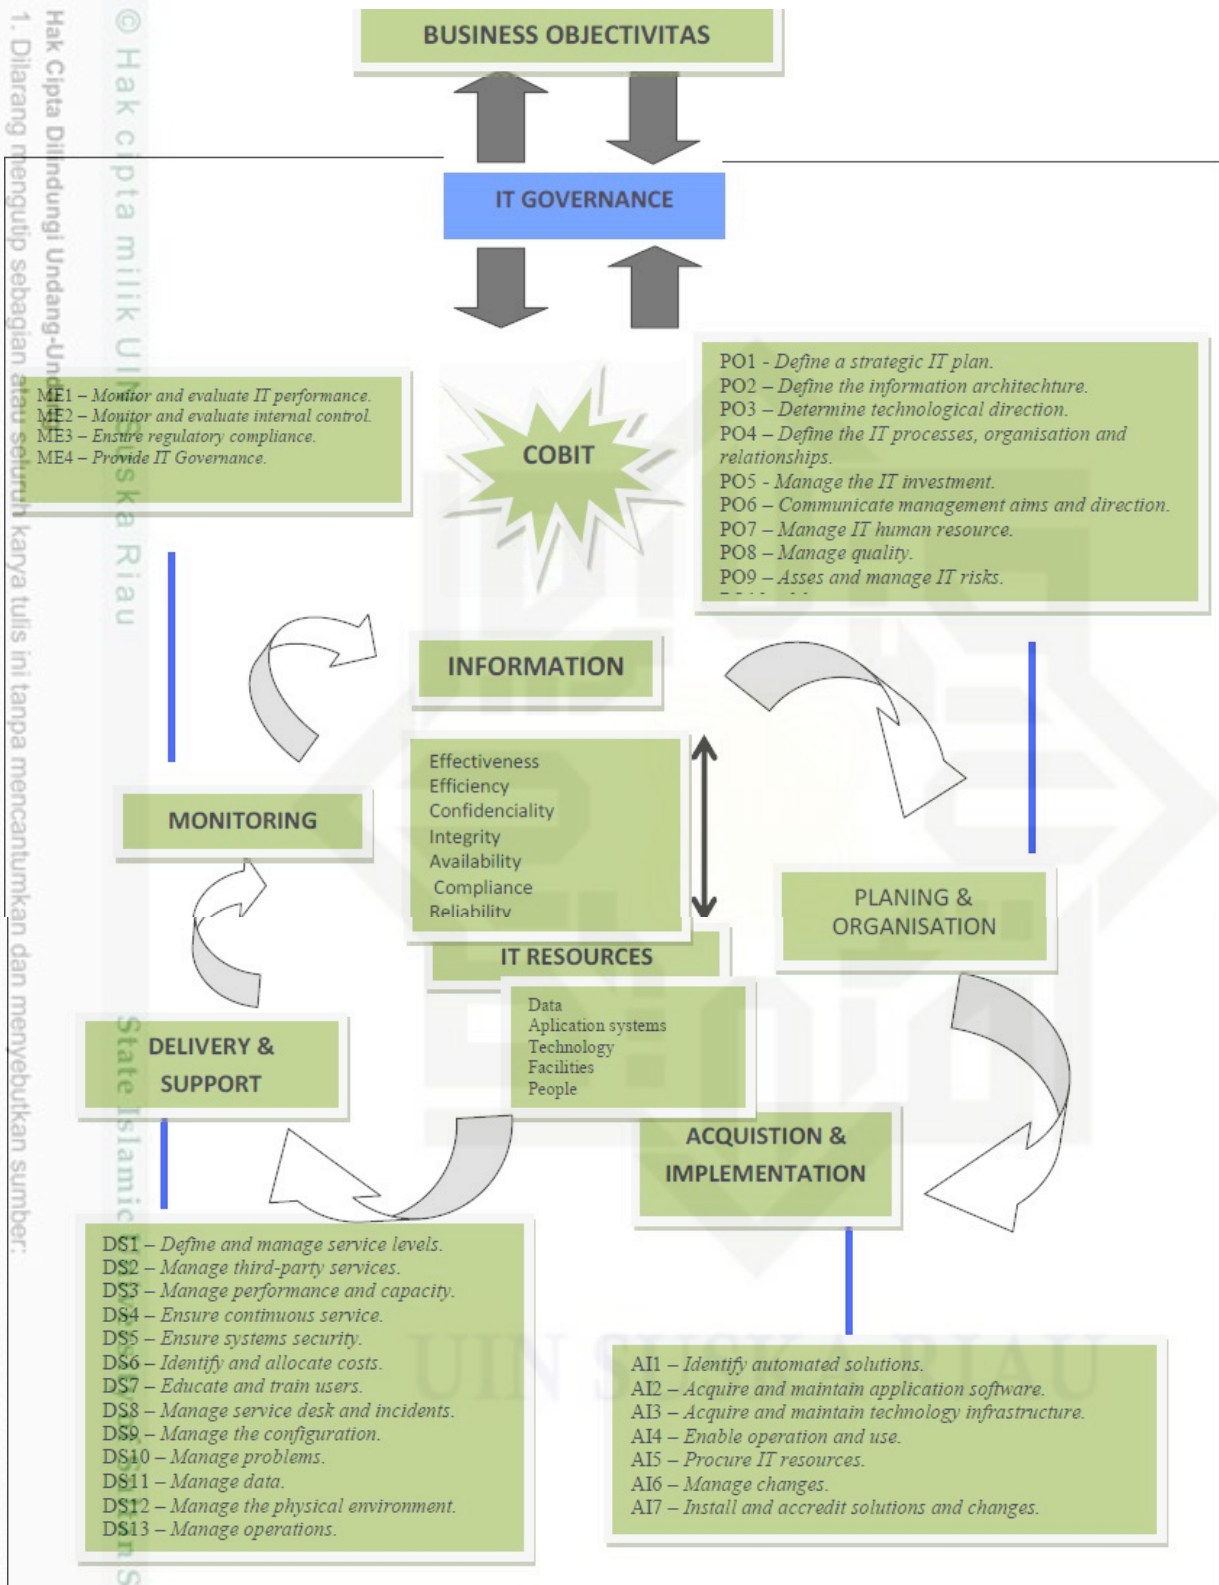 BUSINESS OBJECTIVITAS
IT GOVERNANCE
COBIT
ME1 – Monitor and evaluate IT performance.
ME2 – Monitor and evaluate internal control.
ME3 – Ensure regulatory compliance.
ME4 – Provide IT Governance.
PO1 - Define a strategic IT plan.
PO2 – Define the information architechture.
PO3 – Determine technological direction.
PO4 – Define the IT processes, organisation and
relationships.
PO5 - Manage the IT investment.
PO6 – Communicate management aims and direction.
PO7 – Manage IT human resource.
PO8 – Manage quality.
PO9 – Asses and manage IT risks.
INFORMATION
Effectiveness
Efficiency
Confidenciality
Integrity
Availability
Compliance
Reliability
MONITORING
PLANING &
ORGANISATION
IT RESOURCES
Data
Aplication systems
Technology
Facilities
People
DELIVERY &
SUPPORT
ACQUISTION &
IMPLEMENTATION
DS1 – Define and manage service levels.
DS2 – Manage third-party services.
DS3 – Manage performance and capacity.
DS4 – Ensure continuous service.
DS5 – Ensure systems security.
DS6 – Identify and allocate costs.
DS7 – Educate and train users.
DS8 – Manage service desk and incidents.
DS9 – Manage the configuration.
DS10 – Manage problems.
DS11 – Manage data.
DS12 – Manage the physical environment.
DS13 – Manage operations.
AI1 – Identify automated solutions.
AI2 – Acquire and maintain application software.
AI3 – Acquire and maintain technology infrastructure.
AI4 – Enable operation and use.
AI5 – Procure IT resources.
AI6 – Manage changes.
AI7 – Install and accredit solutions and changes.
© Hak cipta milik UIN Suska Riau
State Islamic
Hak Cipta Dilindungi Undang-Undang
1. Dilarang mengutip sebagian atau seluruh karya tulis ini tanpa mencantumkan dan menyebutkan sumber:
UIN SUSKA RIAU